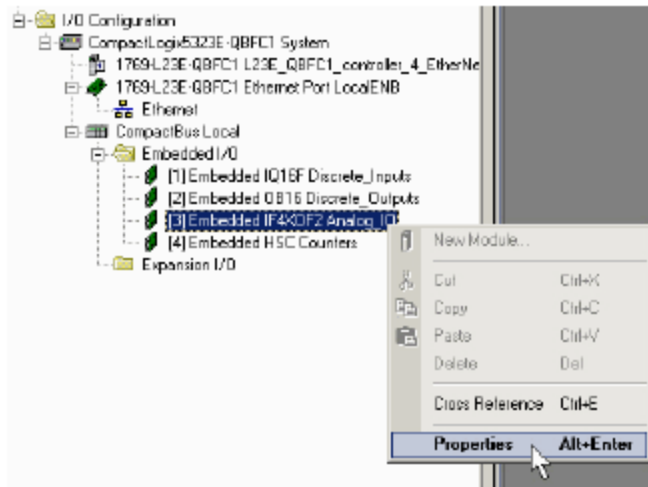 I/O Configuration
CompactLogix5323E-QBFC1 System
1769-L23E-QBFC1 L23E_QBFC1_controller_4_EtherNe
1769-L23E-QBFC1 Ethernet Port LocalENB
Ethernet
CompactBus Local
Embedded I/O
[1] Embedded IQ16F Discrete_Inputs
[2] Embedded OB16 Discrete_Outputs
[3] Embedded IF4XOF2 Analog_IO
[4] Embedded HSC Counters
Expansion I/O
New Module...
Cut Ctrl+X
Copy Ctrl+C
Paste Ctrl+V
Delete Del
Cross Reference Ctrl+E
Properties Alt+Enter